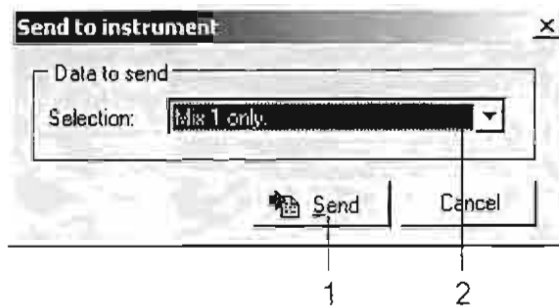 Send to instrument
Data to send
Selection: Mix 1 only.
Send Cancel
1 2